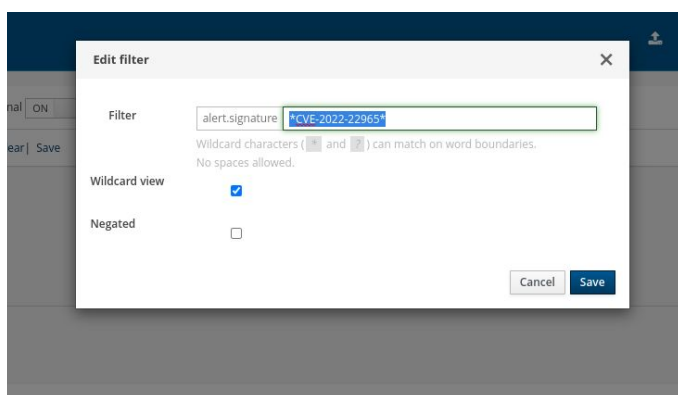 Edit filter
nal ON
Filter alert.signature *CVE-2022-22965*
Wildcard characters ( * and ? ) can match on word boundaries.
No spaces allowed.
ear| Save
Wildcard view
Negated
Cancel Save